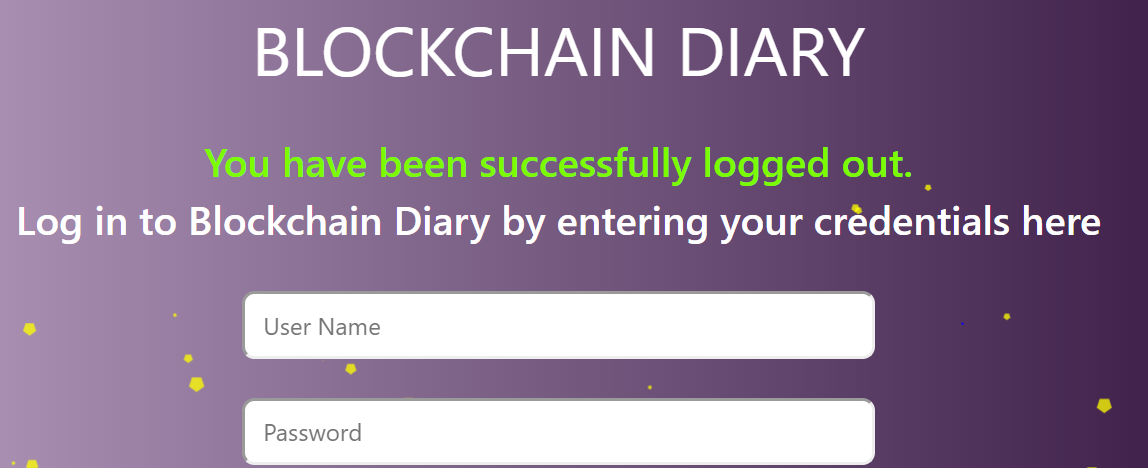 BLOCKCHAIN DIARY
You have been successfully logged out.
Log in to Blockchain Diary by entering your credentials here
User Name
Password